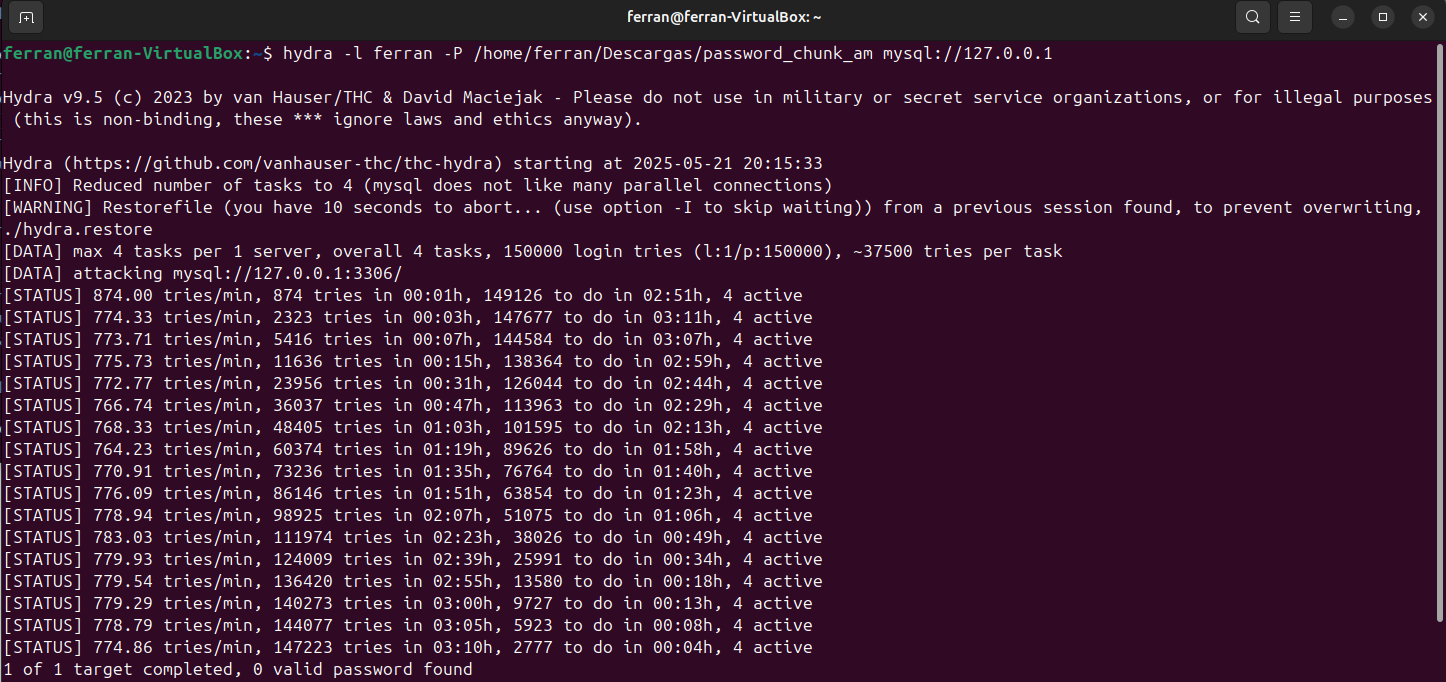 ferran@ferran-VirtualBox: ~
ferran@ferran-VirtualBox:~$ hydra -l ferran -P /home/ferran/Descargas/password_chunk_am mysql://127.0.0.1
Hydra v9.5 (c) 2023 by van Hauser/THC & David Maciejak - Please do not use in military or secret service organizations, or for illegal purposes
(this is non-binding, these *** ignore laws and ethics anyway).
Hydra (https://github.com/vanhauser-thc/thc-hydra) starting at 2025-05-21 20:15:33
[INFO] Reduced number of tasks to 4 (mysql does not like many parallel connections)
[WARNING] Restorefile (you have 10 seconds to abort... (use option -I to skip waiting)) from a previous session found, to prevent overwriting,
./hydra.restore
[DATA] max 4 tasks per 1 server, overall 4 tasks, 150000 login tries (l:1/p:150000), ~37500 tries per task
[DATA] attacking mysql://127.0.0.1:3306/
[STATUS] 874.00 tries/min, 874 tries in 00:01h, 149126 to do in 02:51h, 4 active
[STATUS] 774.33 tries/min, 2323 tries in 00:03h, 147677 to do in 03:11h, 4 active
[STATUS] 773.71 tries/min, 5416 tries in 00:07h, 144584 to do in 03:07h, 4 active
[STATUS] 775.73 tries/min, 11636 tries in 00:15h, 138364 to do in 02:59h, 4 active
[STATUS] 772.77 tries/min, 23956 tries in 00:31h, 126044 to do in 02:44h, 4 active
[STATUS] 766.74 tries/min, 36037 tries in 00:47h, 113963 to do in 02:29h, 4 active
[STATUS] 768.33 tries/min, 48405 tries in 01:03h, 101595 to do in 02:13h, 4 active
[STATUS] 764.23 tries/min, 60374 tries in 01:19h, 89626 to do in 01:58h, 4 active
[STATUS] 770.91 tries/min, 73236 tries in 01:35h, 76764 to do in 01:40h, 4 active
[STATUS] 776.09 tries/min, 86146 tries in 01:51h, 63854 to do in 01:23h, 4 active
[STATUS] 778.94 tries/min, 98925 tries in 02:07h, 51075 to do in 01:06h, 4 active
[STATUS] 783.03 tries/min, 111974 tries in 02:23h, 38026 to do in 00:49h, 4 active
[STATUS] 779.93 tries/min, 124009 tries in 02:39h, 25991 to do in 00:34h, 4 active
[STATUS] 779.54 tries/min, 136420 tries in 02:55h, 13580 to do in 00:18h, 4 active
[STATUS] 779.29 tries/min, 140273 tries in 03:00h, 9727 to do in 00:13h, 4 active
[STATUS] 778.79 tries/min, 144077 tries in 03:05h, 5923 to do in 00:08h, 4 active
[STATUS] 774.86 tries/min, 147223 tries in 03:10h, 2777 to do in 00:04h, 4 active
1 of 1 target completed, 0 valid password found